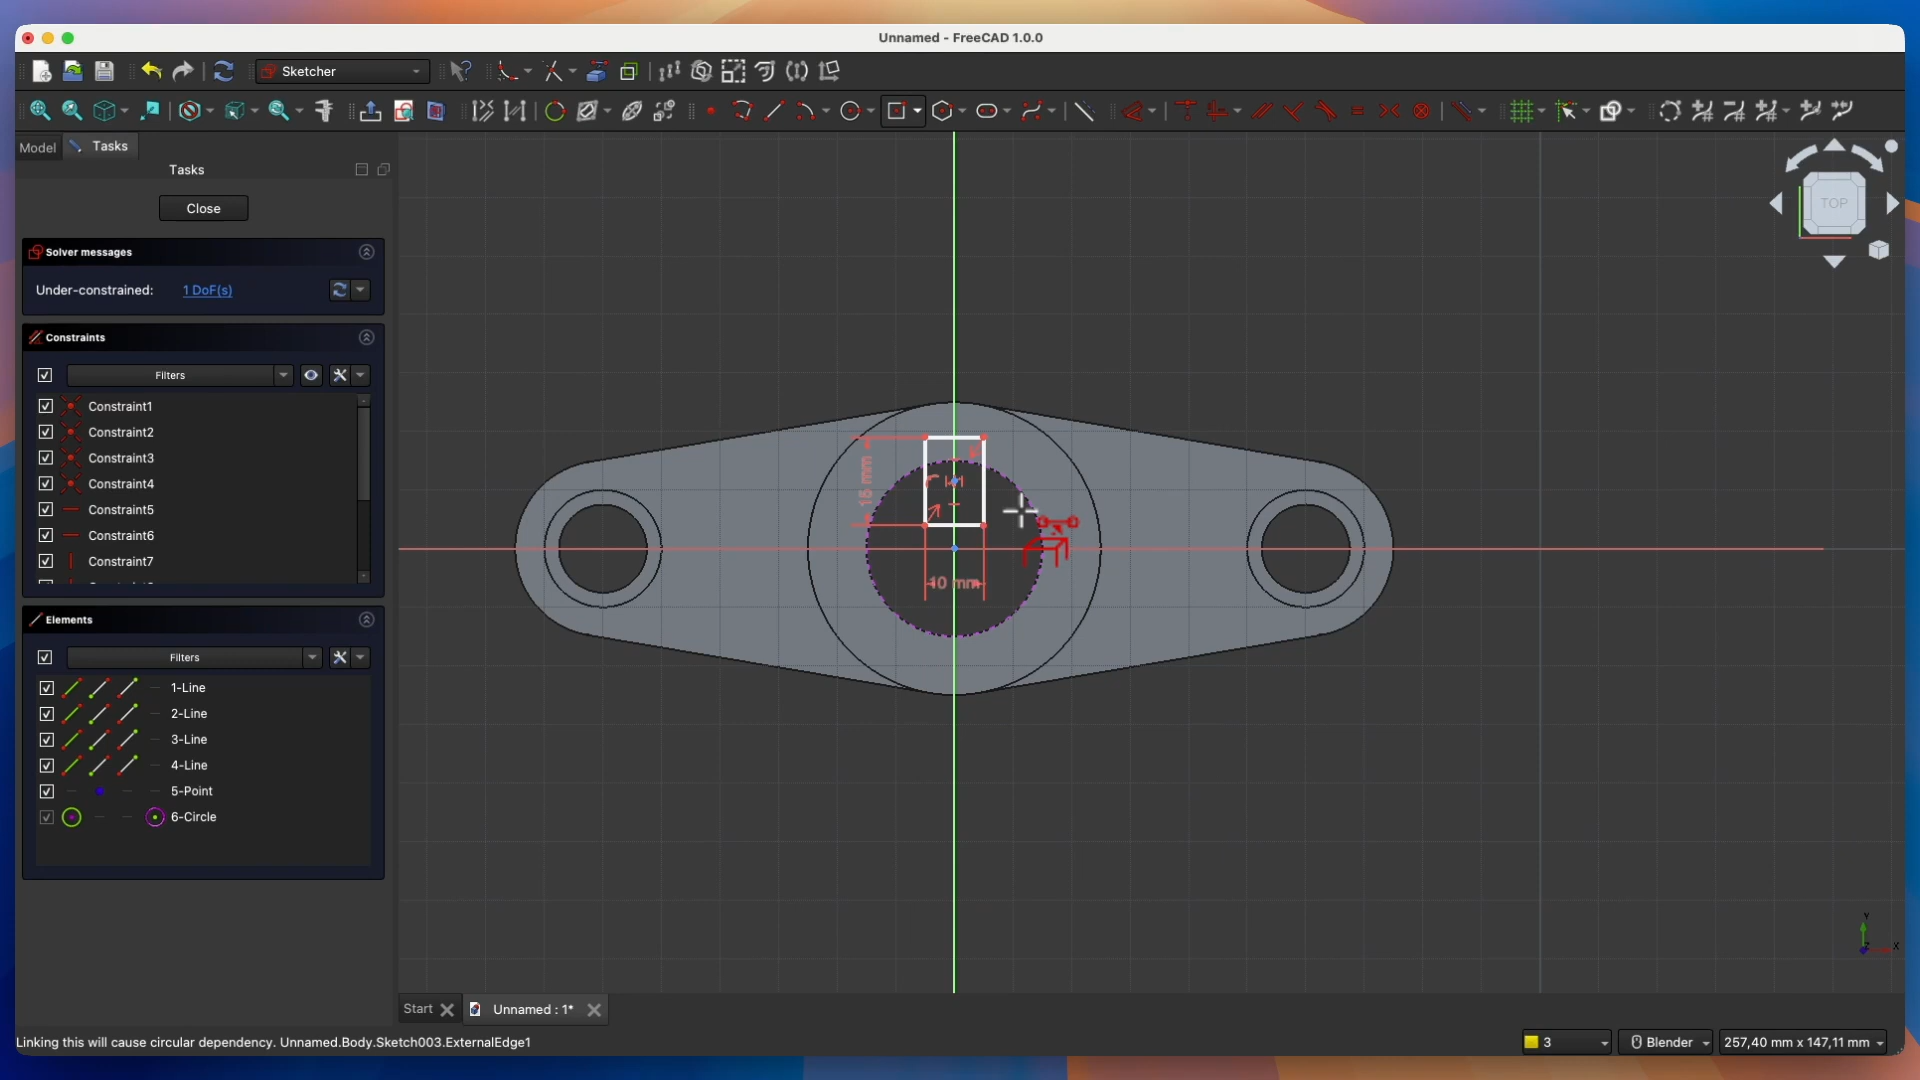 Unnamed - FreeCAD 1.0.0
Sketcher
Model
Tasks
Tasks
Close
Solver messages
Under-constrained:
1 DoF(s)
Constraints
Filters
Constraint1
Constraint2
Constraint3
Constraint4
Constraint5
Constraint6
Constraint7
Elements
Filters
1-Line
2-Line
3-Line
4-Line
5-Point
6-Circle
TOP
15 mm
10 mm
Y
X
Start
Unnamed : 1*
Linking this will cause circular dependency. Unnamed.Body.Sketch003.ExternalEdge1
3
Blender
257,40 mm x 147,11 mm